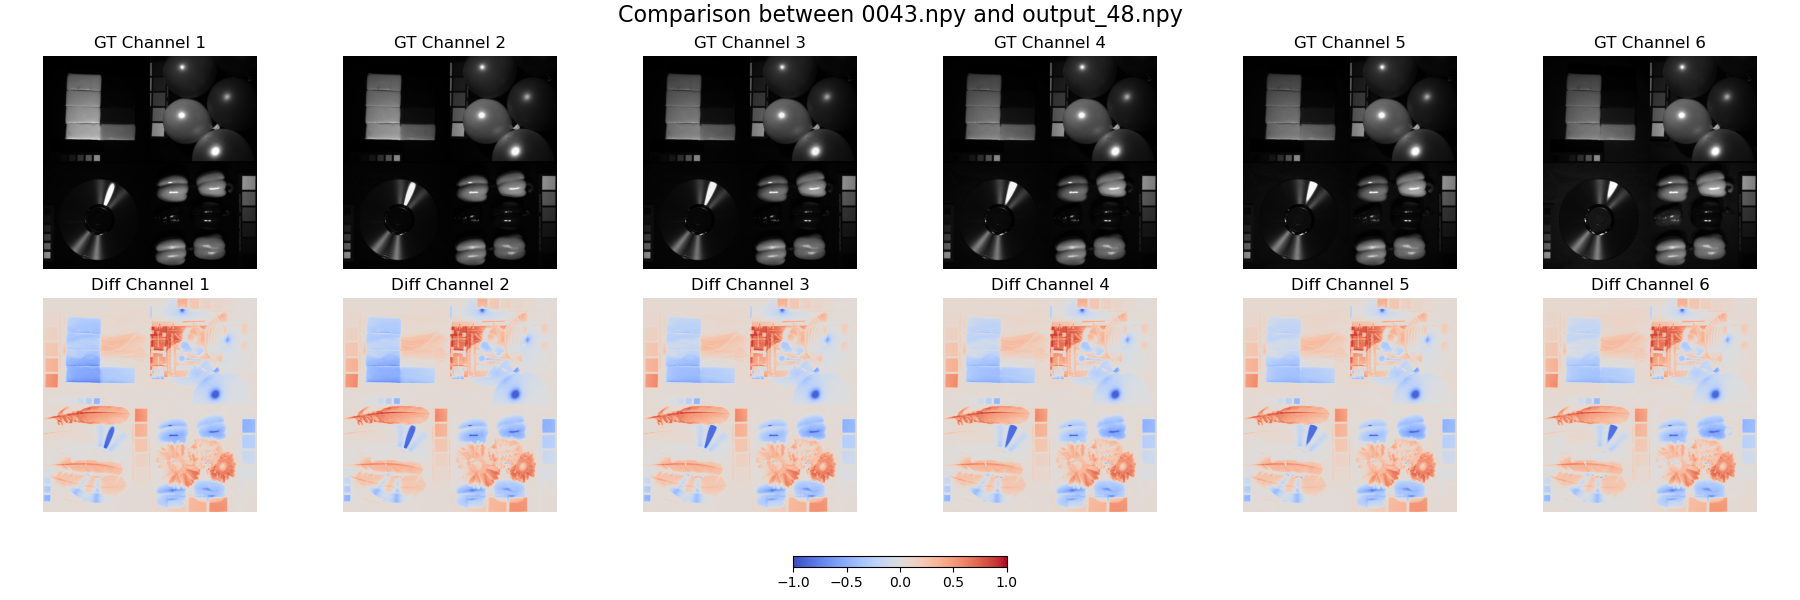 Comparison between 0043.npy and output_48.npy
GT Channel 1
GT Channel 2
GT Channel 3
GT Channel 4
GT Channel 5
GT Channel 6
Diff Channel 1
Diff Channel 2
Diff Channel 3
Diff Channel 4
Diff Channel 5
Diff Channel 6
−1.0 −0.5 0.0 0.5 1.0